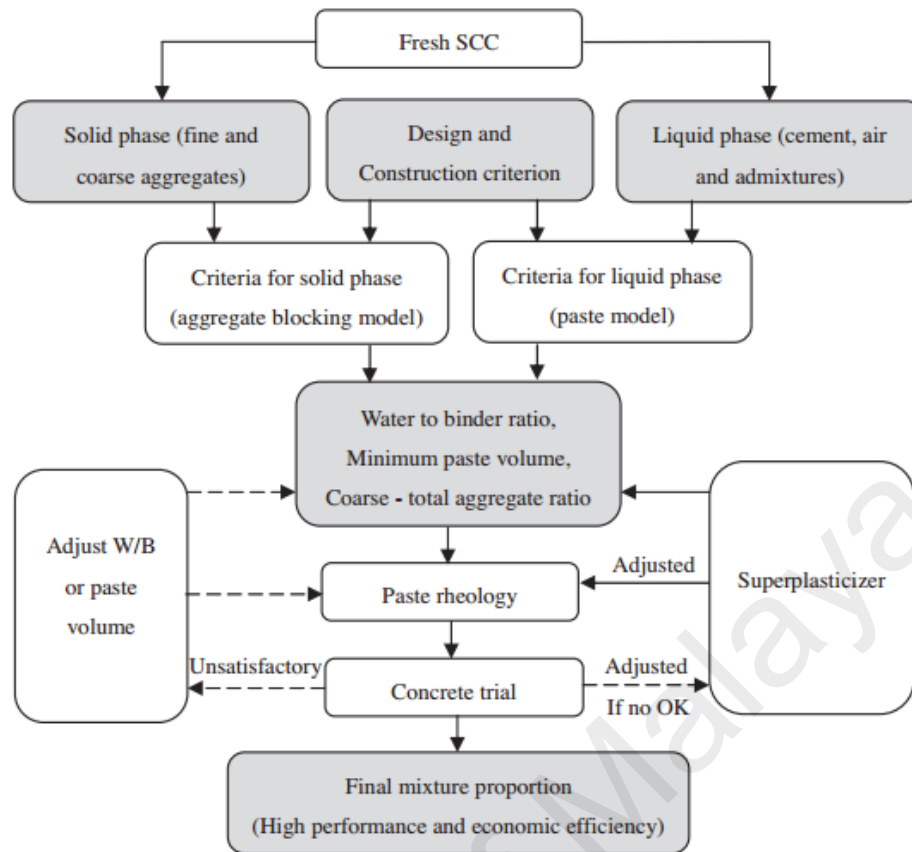 Fresh SCC
Solid phase (fine and
coarse aggregates)
Design and
Construction criterion
Liquid phase (cement, air
and admixtures)
Criteria for solid phase
(aggregate blocking model)
Criteria for liquid phase
(paste model)
Water to binder ratio,
Minimum paste volume,
Coarse - total aggregate ratio
Adjust W/B
or paste
volume
Adjusted
Superplasticizer
Paste rheology
Unsatisfactory
Concrete trial
Adjusted
If no OK
Final mixture proportion
(High performance and economic efficiency)
Malaya